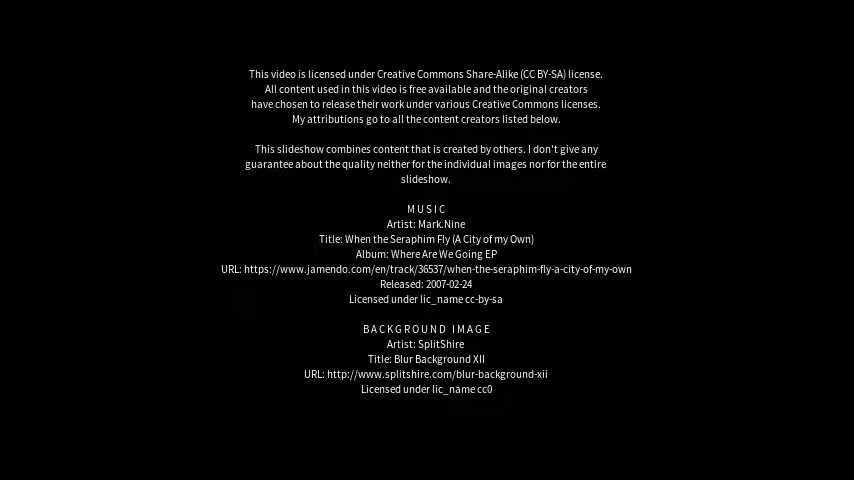 This video is licensed under Creative Commons Share-Alike (CC BY-SA) license.
All content used in this video is free available and the original creators
have chosen to release their work under various Creative Commons licenses.
My attributions go to all the content creators listed below.
This slideshow combines content that is created by others. I don't give any
guarantee about the quality neither for the individual images nor for the entire
slideshow.
MUSIC
Artist: Mark.Nine
Title: When the Seraphim Fly (A City of my Own)
Album: Where Are We Going EP
URL: https://www.jamendo.com/en/track/36537/when-the-seraphim-fly-a-city-of-my-own
Released: 2007-02-24
Licensed under lic_name cc-by-sa
BACKGROUND IMAGE
Artist: SplitShire
Title: Blur Background XII
URL: http://www.splitshire.com/blur-background-xii
Licensed under lic_name cc0